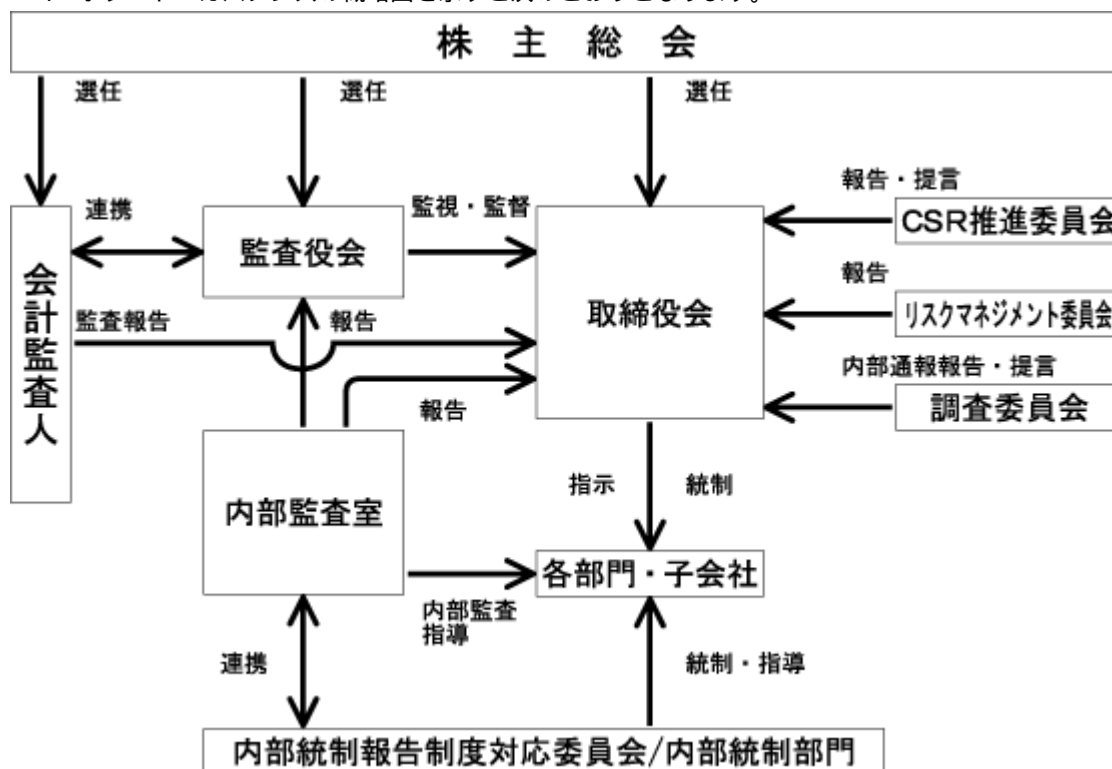 株主総会
選任
選任
選任
報告・提言
連携
監視・監督
CSR推進委員会
監査役会
会計監査人
取締役会
報告
リスクマネジメント委員会
監査報告
報告
内部通報報告・提言
調査委員会
報告
内部監査室
指示
統制
各部門・子会社
内部監査
指導
連携
統制・指導
内部統制報告制度対応委員会/内部統制部門